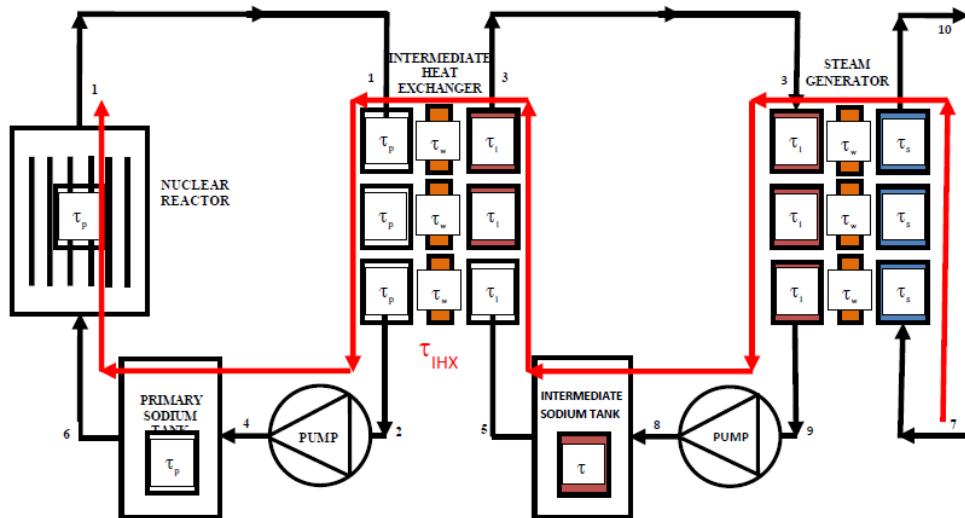 10
INTERMEDIATE
HEAT
EXCHANGER
STEAM
GENERATOR
1
1
3
3
τp
τw
τi
τi
τw
τs
NUCLEAR
REACTOR
τp
τp
τw
τi
τi
τw
τs
τp
τw
τi
τi
τw
τs
τIHX
PRIMARY
SODIUM
TANK
τp
6
4
PUMP
2
5
INTERMEDIATE
SODIUM TANK
τ
8
PUMP
9
7